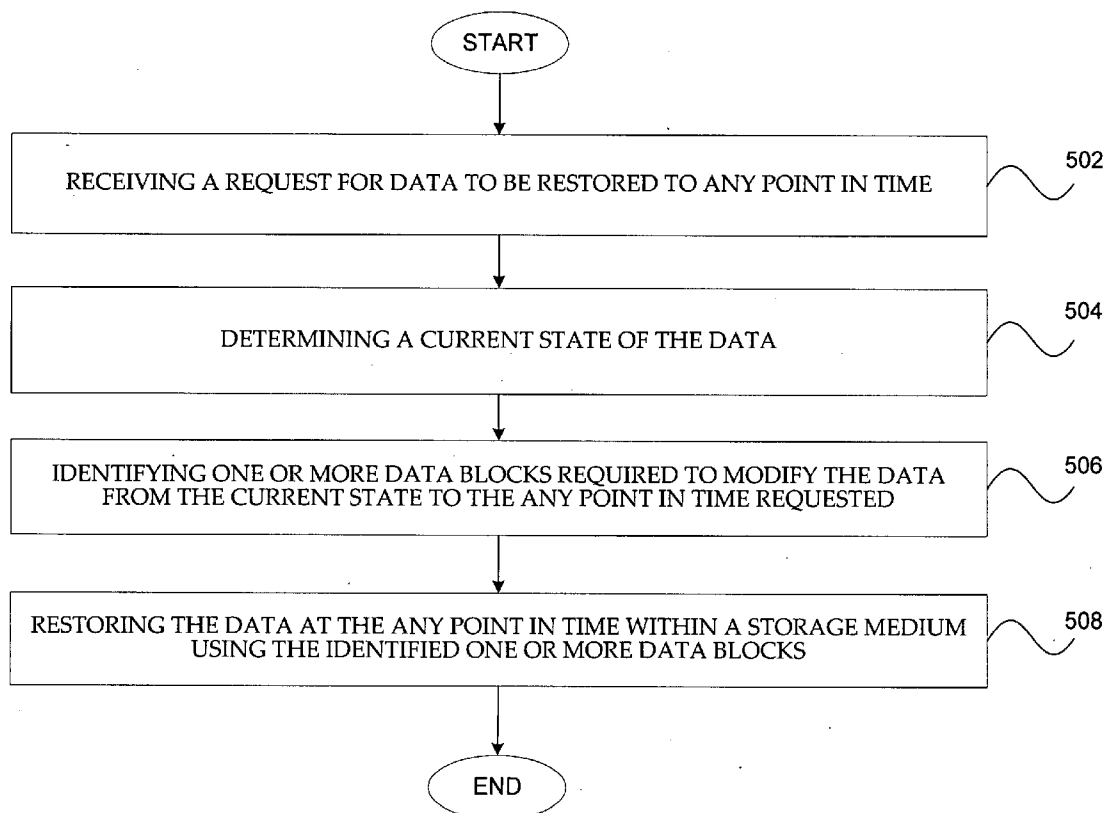 START
RECEIVING A REQUEST FOR DATA TO BE RESTORED TO ANY POINT IN TIME
502
DETERMINING A CURRENT STATE OF THE DATA
504
IDENTIFYING ONE OR MORE DATA BLOCKS REQUIRED TO MODIFY THE DATA
FROM THE CURRENT STATE TO THE ANY POINT IN TIME REQUESTED
506
RESTORING THE DATA AT THE ANY POINT IN TIME WITHIN A STORAGE MEDIUM
USING THE IDENTIFIED ONE OR MORE DATA BLOCKS
508
END